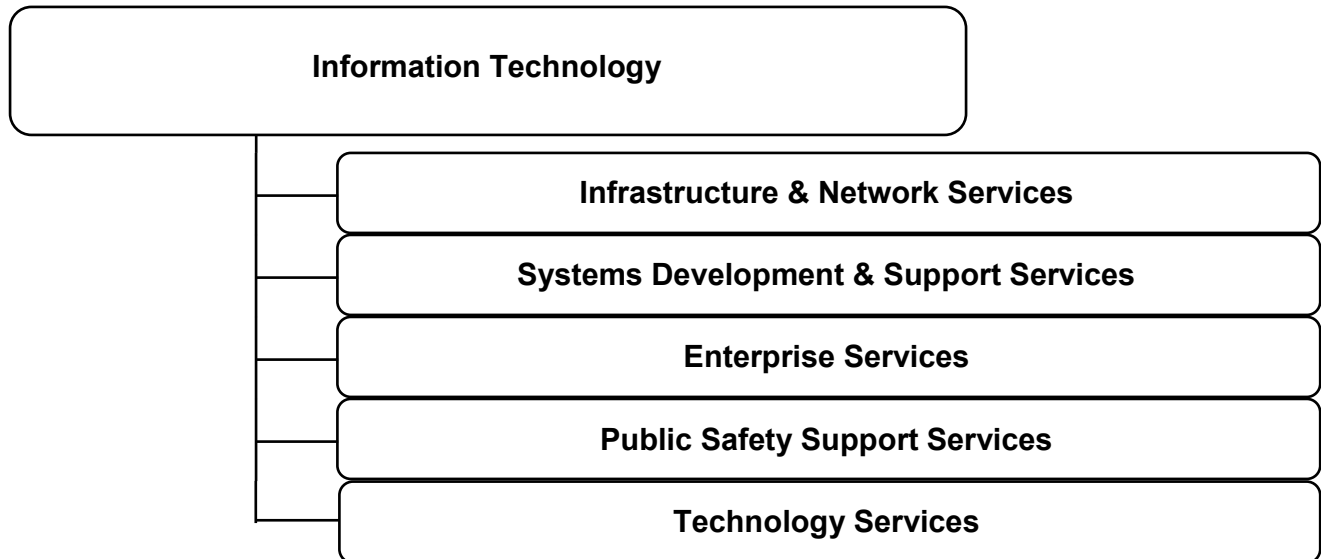 Information Technology
Infrastructure & Network Services
Systems Development & Support Services
Enterprise Services
Public Safety Support Services
Technology Services